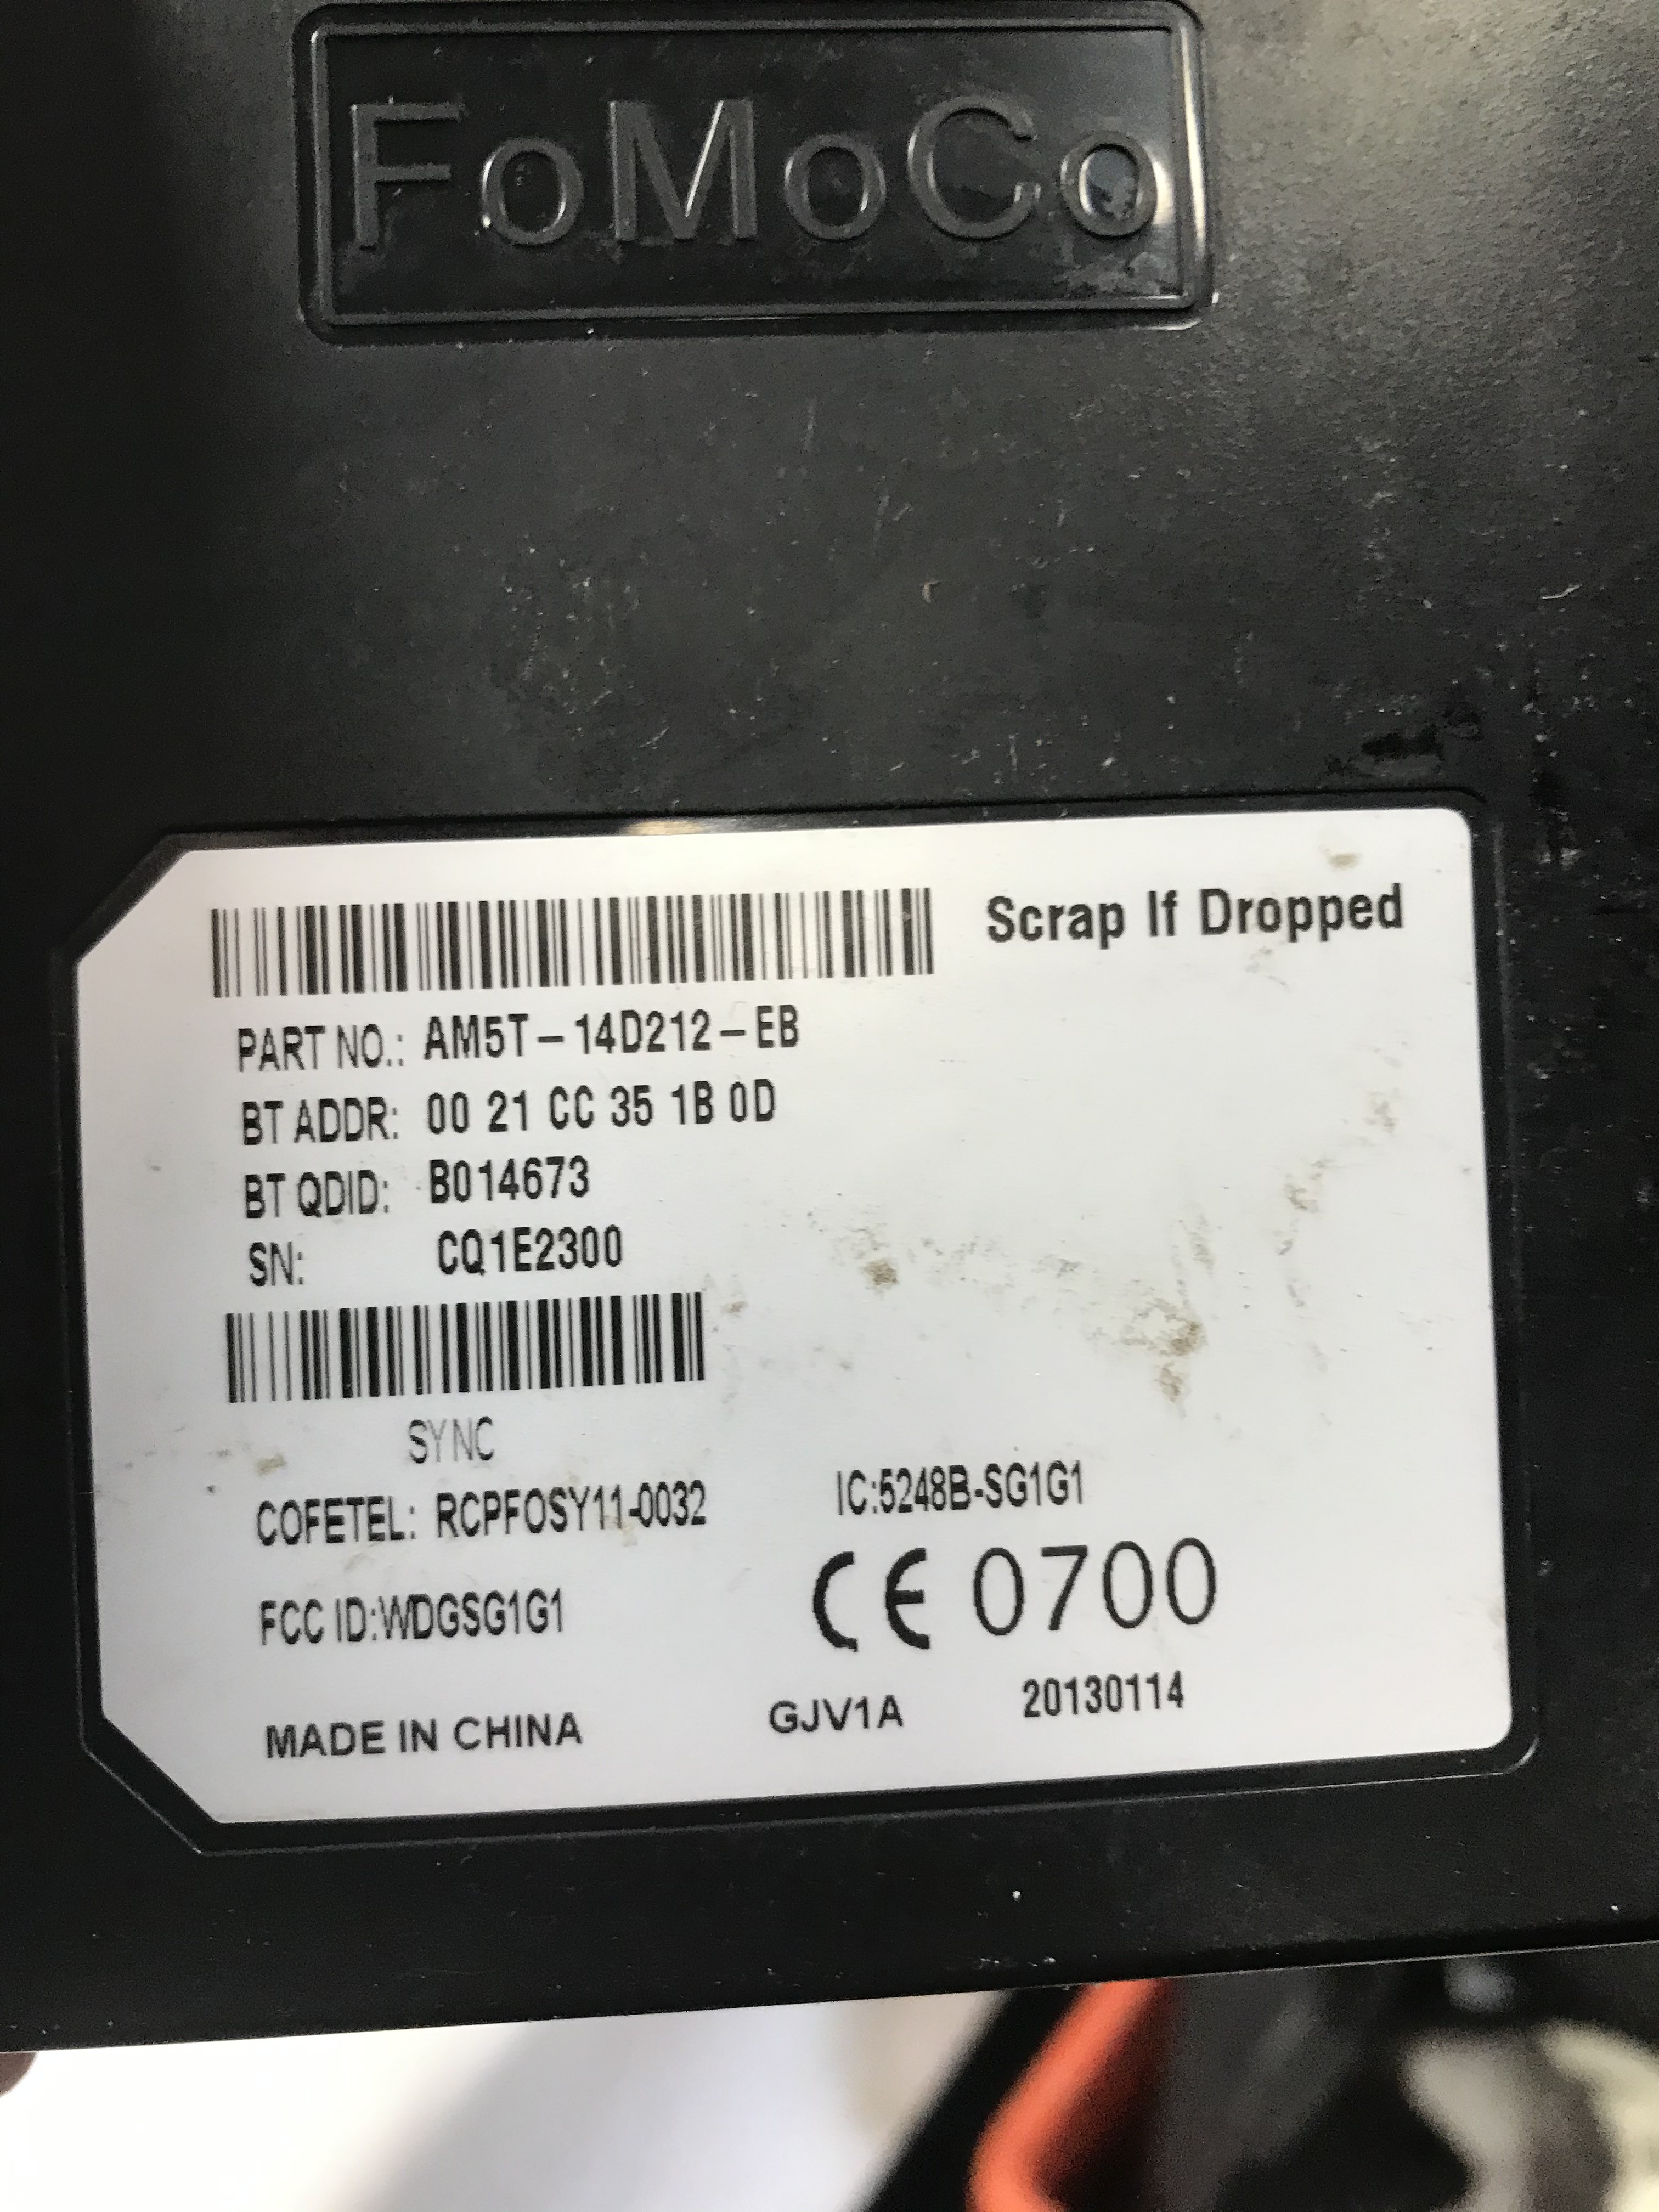 FoMoCo
Scrap If Dropped
PART NO.: AM5T-14D212-EB
BT ADDR: 00 21 CC 35 1B 0D
BT QDID: B014673
SN: CQ1E2300
SYNC
COFETEL: RCPFOSY11-0032
IC:5248B-SG1G1
FCC ID:WDGSG1G1
CE 0700
MADE IN CHINA
GJV1A
20130114